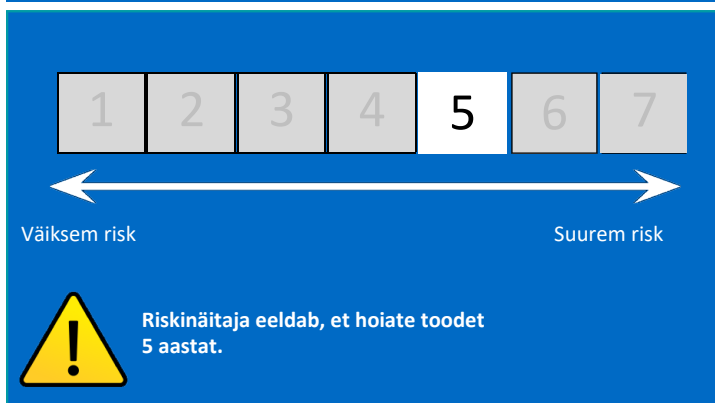 1 2 3 4 5 6 7
Väiksem risk Suurem risk
Riskinäitaja eeldab, et hoiate toodet
5 aastat.